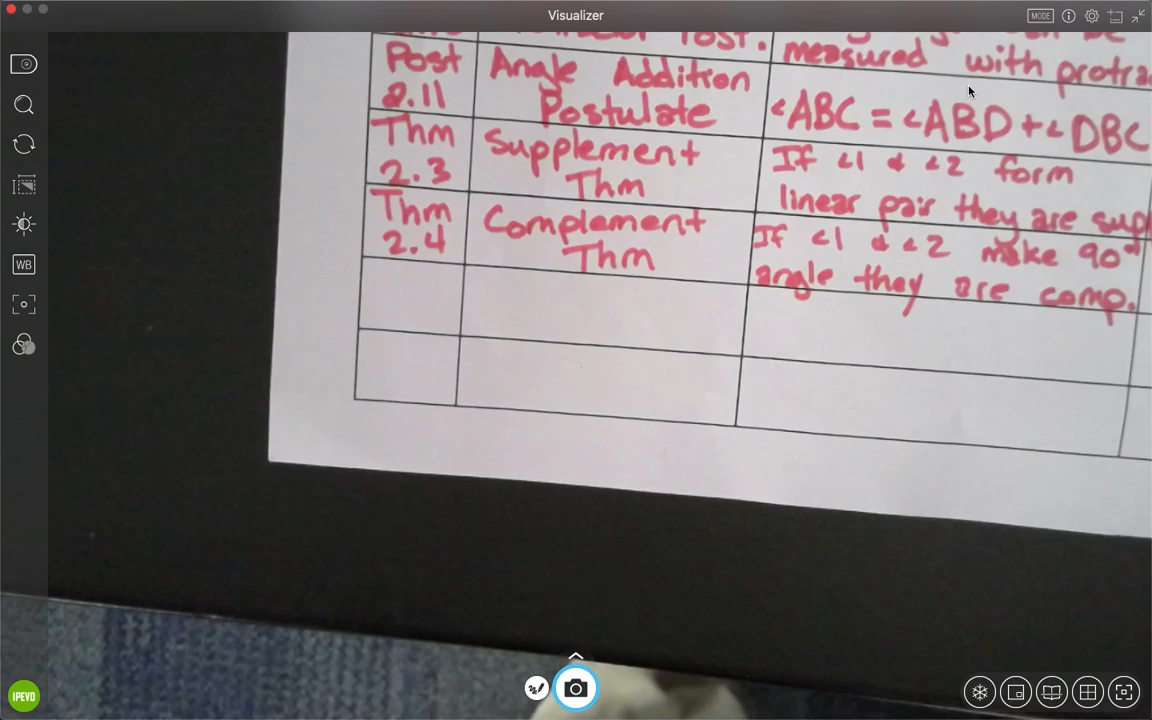 Visualizer
MODE
WB
IPEVO
Post.
measured with protra
Post
2.11
Angle Addition
Postulate
∠ABC = ∠ABD + ∠DBC
Thm
2.3
Supplement
Thm
If ∠1 & ∠2 form
linear pair they are sup
Thm
2.4
Complement
Thm
If ∠1 & ∠2 make 90°
angle they are comp.